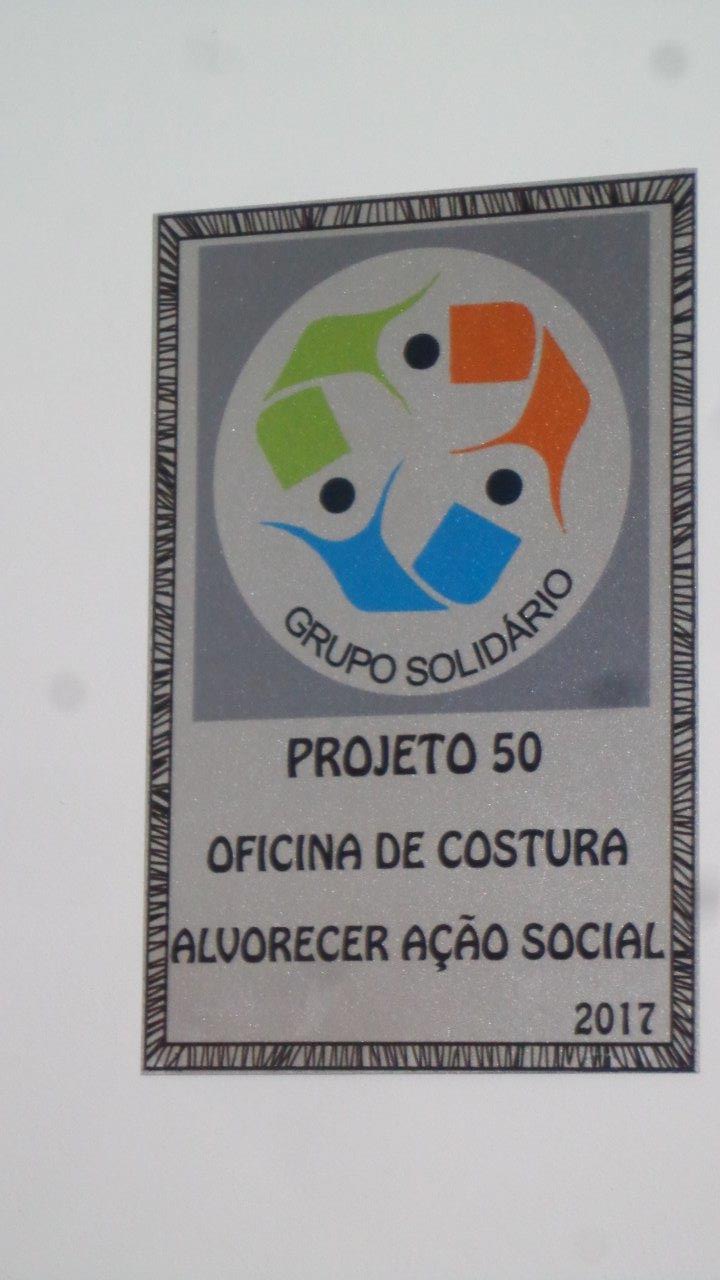 GRUPO SOLIDÁRIO
PROJETO 50
OFICINA DE COSTURA
ALVORECER AÇÃO SOCIAL
2017